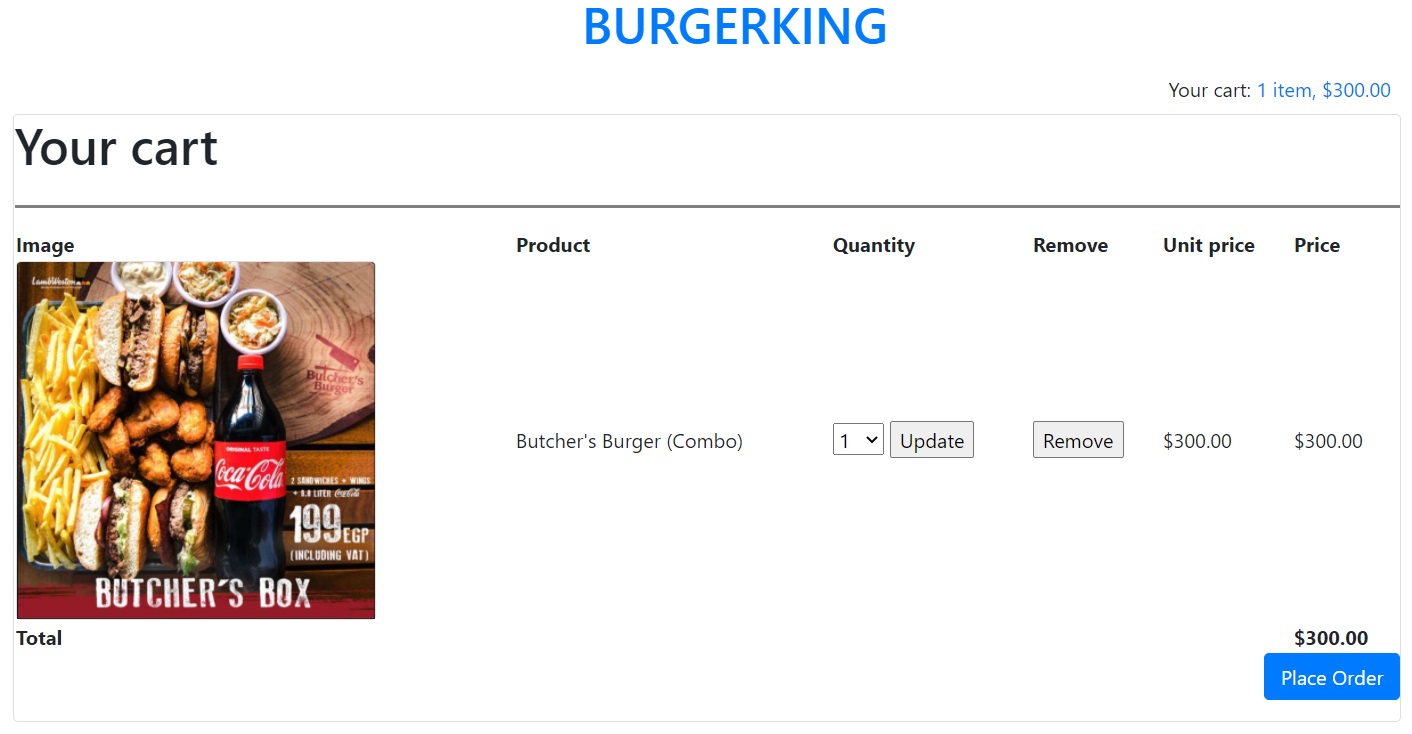 BURGERKING
Your cart: 1 item, $300.00
Your cart
Image Product Quantity Remove Unit price Price
LambWeston
Butcher's
Burger
ORIGINAL TASTE
Coca-Cola
2 SANDWICHES + WINGS
+ 0.8 LITER Coca-Cola
199 EGP
(INCLUDING VAT)
BUTCHER'S BOX
Butcher's Burger (Combo) 1 Update Remove $300.00 $300.00
Total $300.00
Place Order